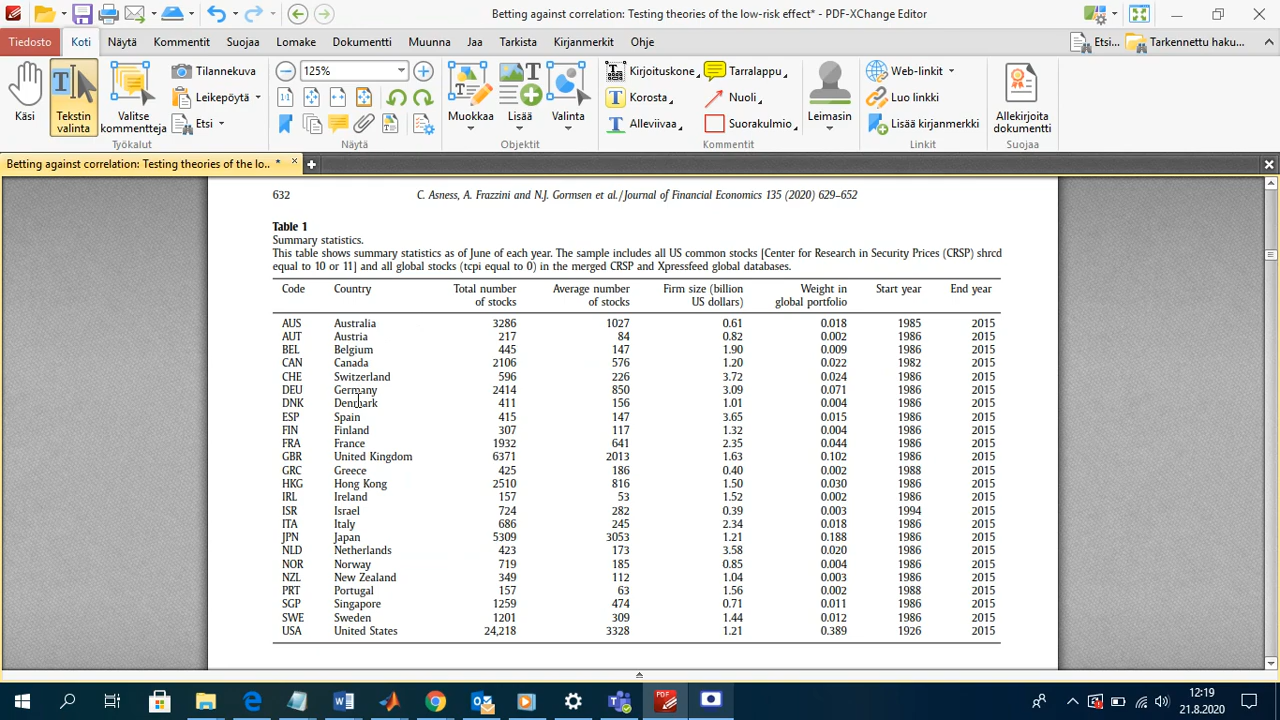 Betting against correlation: Testing theories of the low-risk effect* - PDF-XChange Editor
Tiedosto Koti Näytä Kommentit Suojaa Lomake Dokumentti Muunna Jaa Tarkista Kirjanmerkit Ohje Etsi... Tarkennettu haku...
Käsi
Tekstin valinta
Valitse kommentteja
Tilannekuva
Leikepöytä
Etsi
Työkalut
125%
Näytä
Muokkaa
Lisää
Valinta
Objektit
Kirjoituskone
Korosta
Alleviivaa
Tarralappu
Nuoli
Suorakulmio
Kommentit
Leimasin
Web-linkit
Luo linkki
Lisää kirjanmerkki
Linkit
Allekirjoita dokumentti
Suojaa
Betting against correlation: Testing theories of the lo.. *
632 C. Asness, A. Frazzini and N.J. Gormsen et al./Journal of Financial Economics 135 (2020) 629–652
Table 1
Summary statistics.
This table shows summary statistics as of June of each year. The sample includes all US common stocks [Center for Research in Security Prices (CRSP) shrcd
equal to 10 or 11] and all global stocks (tcpi equal to 0) in the merged CRSP and Xpressfeed global databases.
Code Country Total number Average number Firm size (billion Weight in Start year End year
of stocks of stocks US dollars) global portfolio
AUS Australia 3286 1027 0.61 0.018 1985 2015
AUT Austria 217 84 0.82 0.002 1986 2015
BEL Belgium 445 147 1.90 0.009 1986 2015
CAN Canada 2106 576 1.20 0.022 1982 2015
CHE Switzerland 596 226 3.72 0.024 1986 2015
DEU Germany 2414 850 3.09 0.071 1986 2015
DNK Denmark 411 156 1.01 0.004 1986 2015
ESP Spain 415 147 3.65 0.015 1986 2015
FIN Finland 307 117 1.32 0.004 1986 2015
FRA France 1932 641 2.35 0.044 1986 2015
GBR United Kingdom 6371 2013 1.63 0.102 1986 2015
GRC Greece 425 186 0.40 0.002 1988 2015
HKG Hong Kong 2510 816 1.50 0.030 1986 2015
IRL Ireland 157 53 1.52 0.002 1986 2015
ISR Israel 724 282 0.39 0.003 1994 2015
ITA Italy 686 245 2.34 0.018 1986 2015
JPN Japan 5309 3053 1.21 0.188 1986 2015
NLD Netherlands 423 173 3.58 0.020 1986 2015
NOR Norway 719 185 0.85 0.004 1986 2015
NZL New Zealand 349 112 1.04 0.003 1986 2015
PRT Portugal 157 63 1.56 0.002 1988 2015
SGP Singapore 1259 474 0.71 0.011 1986 2015
SWE Sweden 1201 309 1.44 0.012 1986 2015
USA United States 24,218 3328 1.21 0.389 1926 2015
12:19
21.8.2020